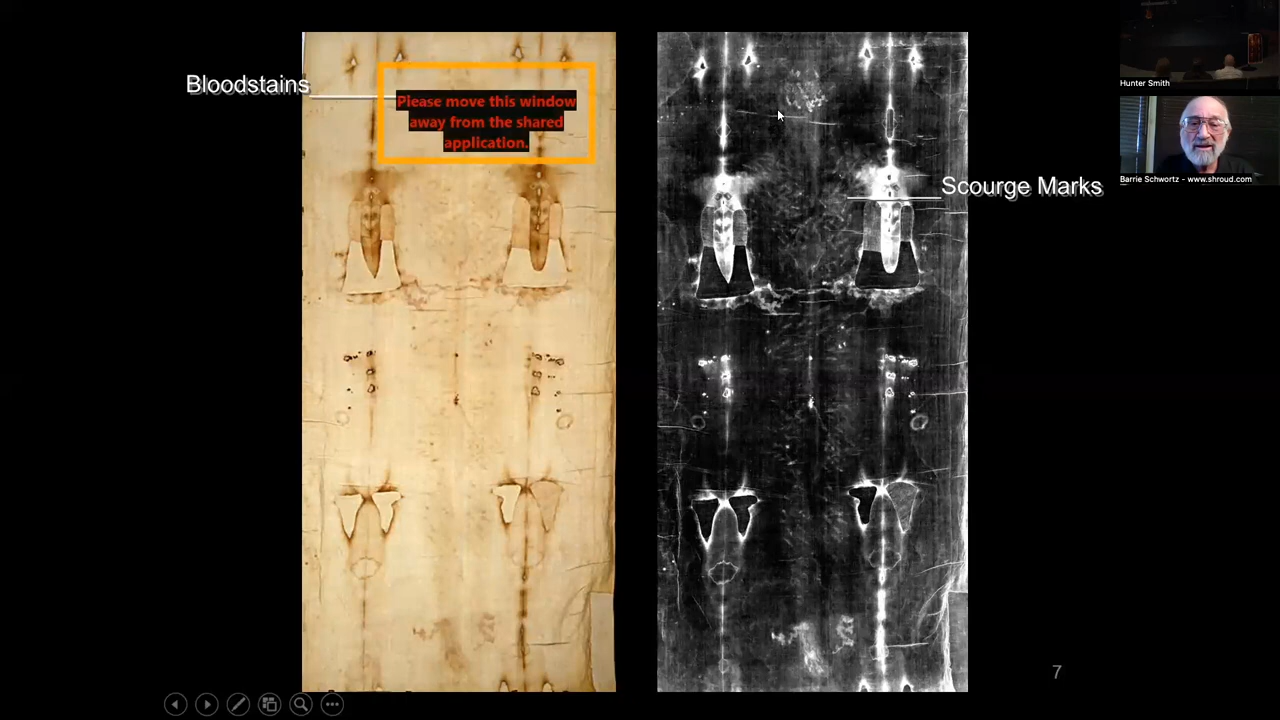 Bloodstains
Please move this window
away from the shared
application.
Hunter Smith
Barrie Schwortz - www.shroud.com
Scourge Marks
7